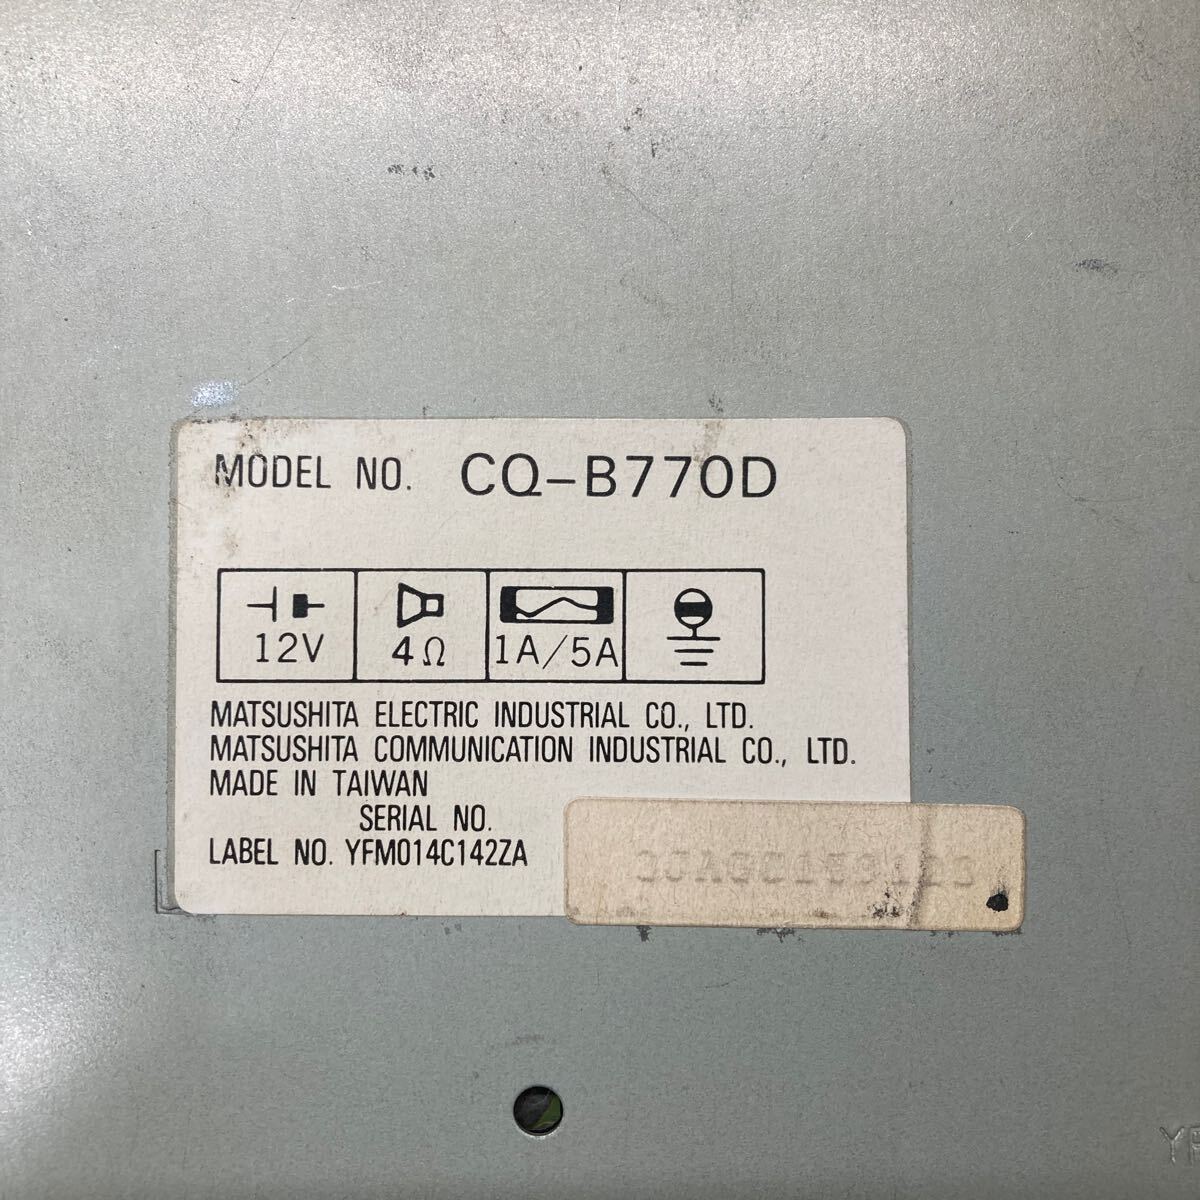 MODEL NO. CQ-B770D
12V 4Ω 1A/5A
MATSUSHITA ELECTRIC INDUSTRIAL CO., LTD.
MATSUSHITA COMMUNICATION INDUSTRIAL CO., LTD.
MADE IN TAIWAN
SERIAL NO.
LABEL NO. YFM014C142ZA